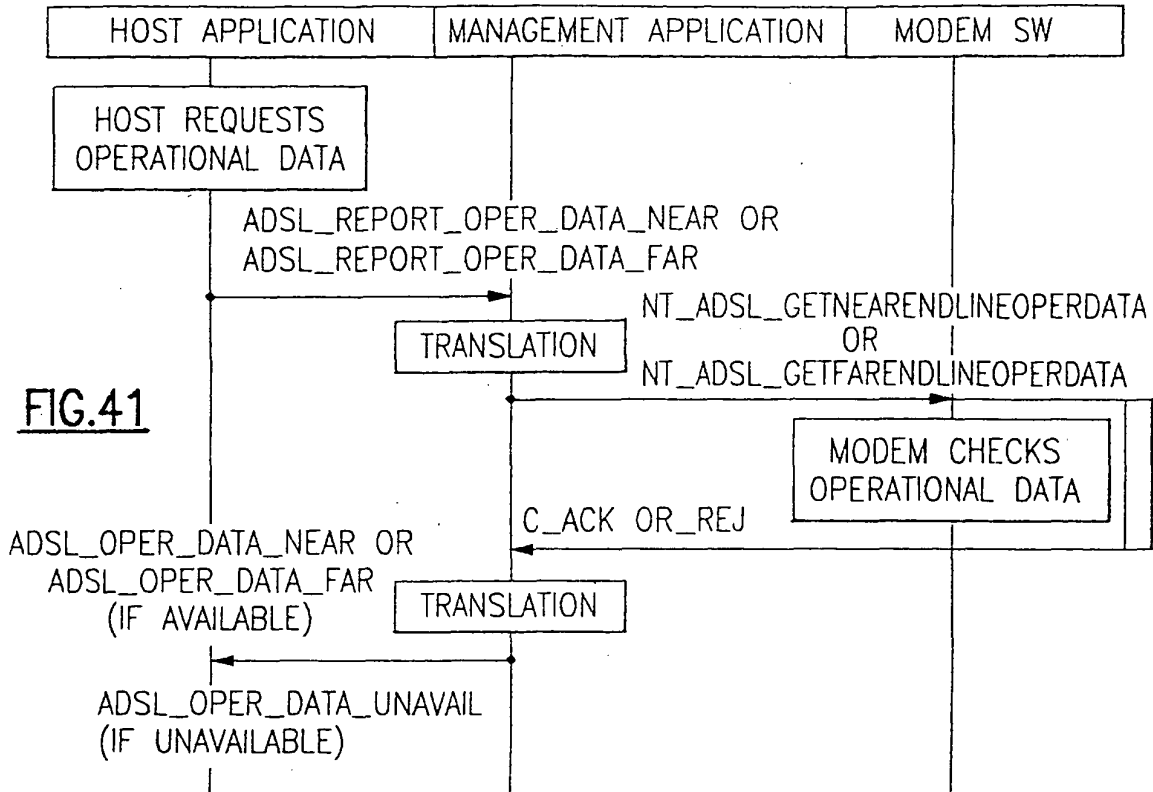 HOST APPLICATION
MANAGEMENT APPLICATION
MODEM SW
HOST REQUESTS
OPERATIONAL DATA
ADSL_REPORT_OPER_DATA_NEAR OR
ADSL_REPORT_OPER_DATA_FAR
NT_ADSL_GETNEARENDLINEOPERDATA
OR
NT_ADSL_GETFARENDLINEOPERDATA
TRANSLATION
FIG.41
MODEM CHECKS
OPERATIONAL DATA
C_ACK OR_REJ
ADSL_OPER_DATA_NEAR OR
ADSL_OPER_DATA_FAR
(IF AVAILABLE)
TRANSLATION
ADSL_OPER_DATA_UNAVAIL
(IF UNAVAILABLE)